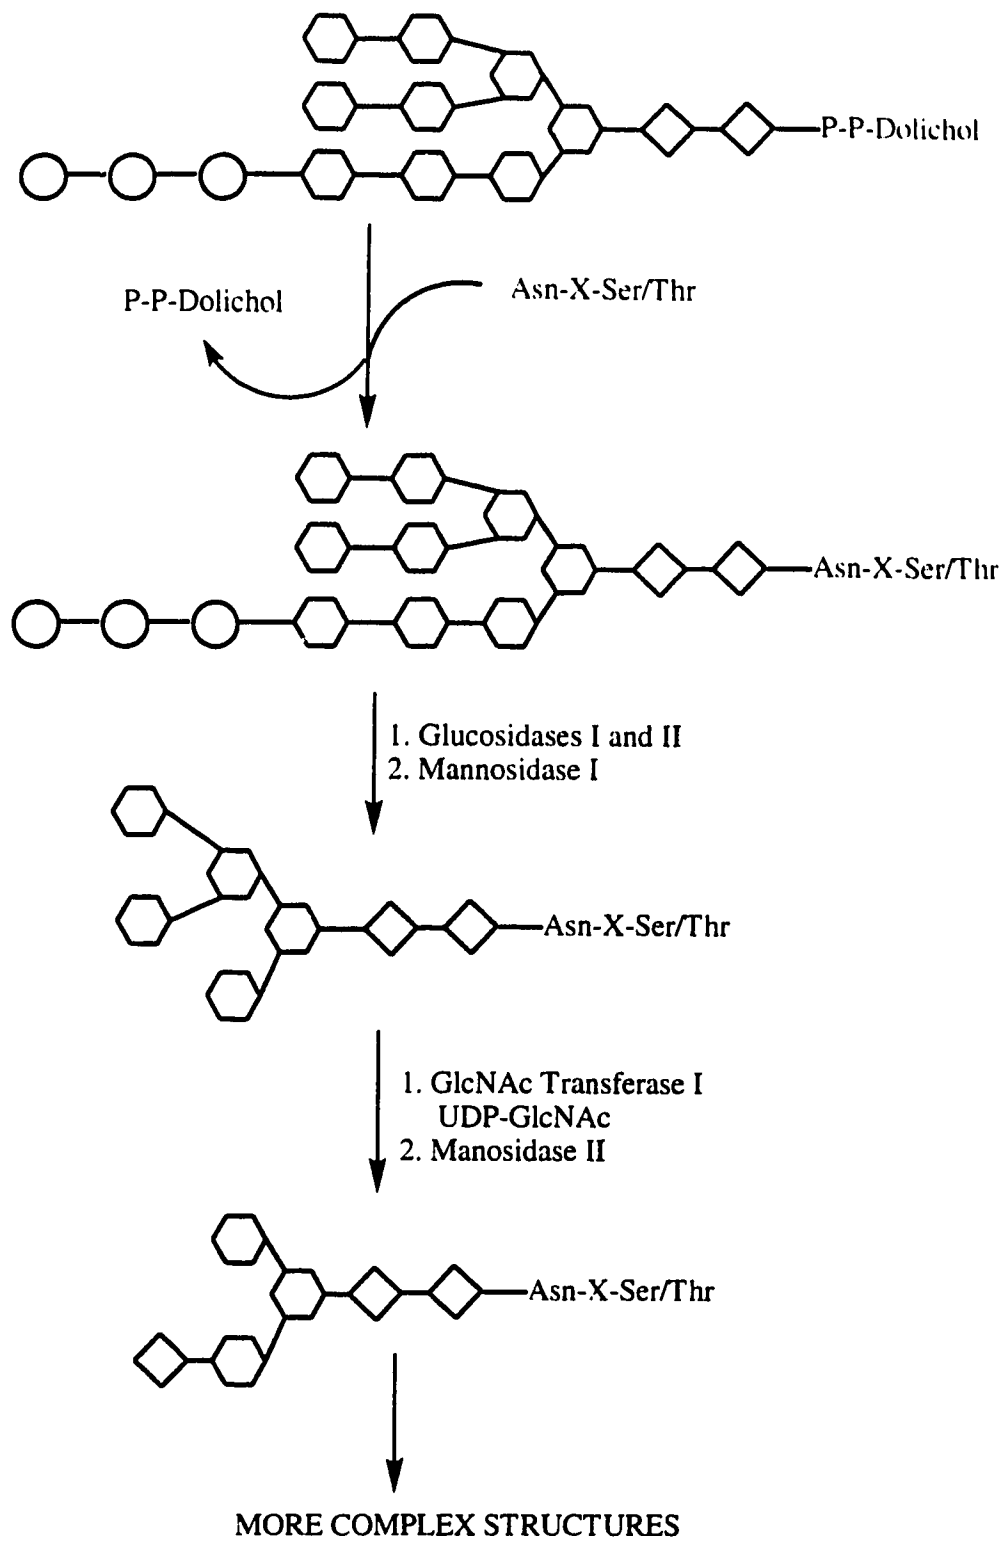 P-P-Dolichol
P-P-Dolichol
Asn-X-Ser/Thr
Asn-X-Ser/Thr
1. Glucosidases I and II
2. Mannosidase I
Asn-X-Ser/Thr
1. GlcNAc Transferase I
UDP-GlcNAc
2. Manosidase II
Asn-X-Ser/Thr
MORE COMPLEX STRUCTURES